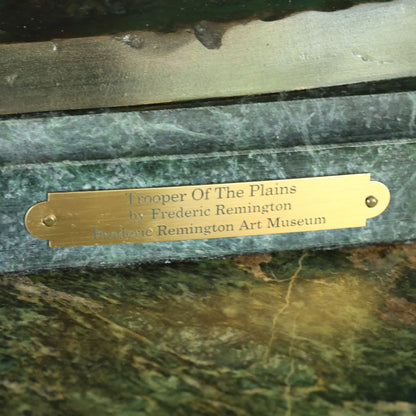 Trooper Of The Plains
by Frederic Remington
Frederic Remington Art Museum